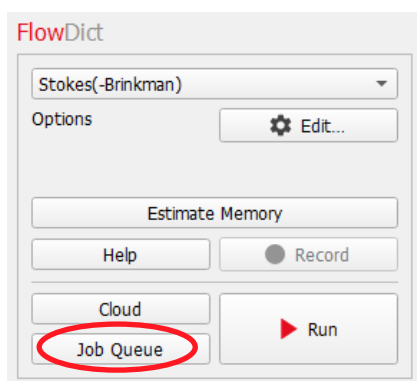 FlowDict
Stokes(-Brinkman)
Options
Edit...
Estimate Memory
Help
Record
Cloud
Run
Job Queue